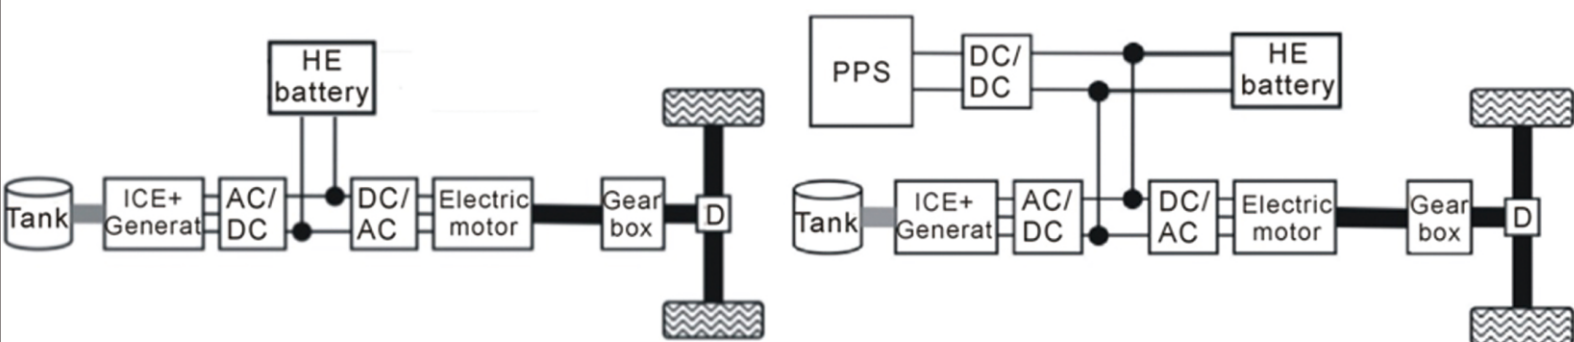 HE
battery
Tank
ICE+
Generat
AC/
DC
DC/
AC
Electric
motor
Gear
box
D
PPS
DC/
DC
HE
battery
Tank
ICE+
Generat
AC/
DC
DC/
AC
Electric
motor
Gear
box
D